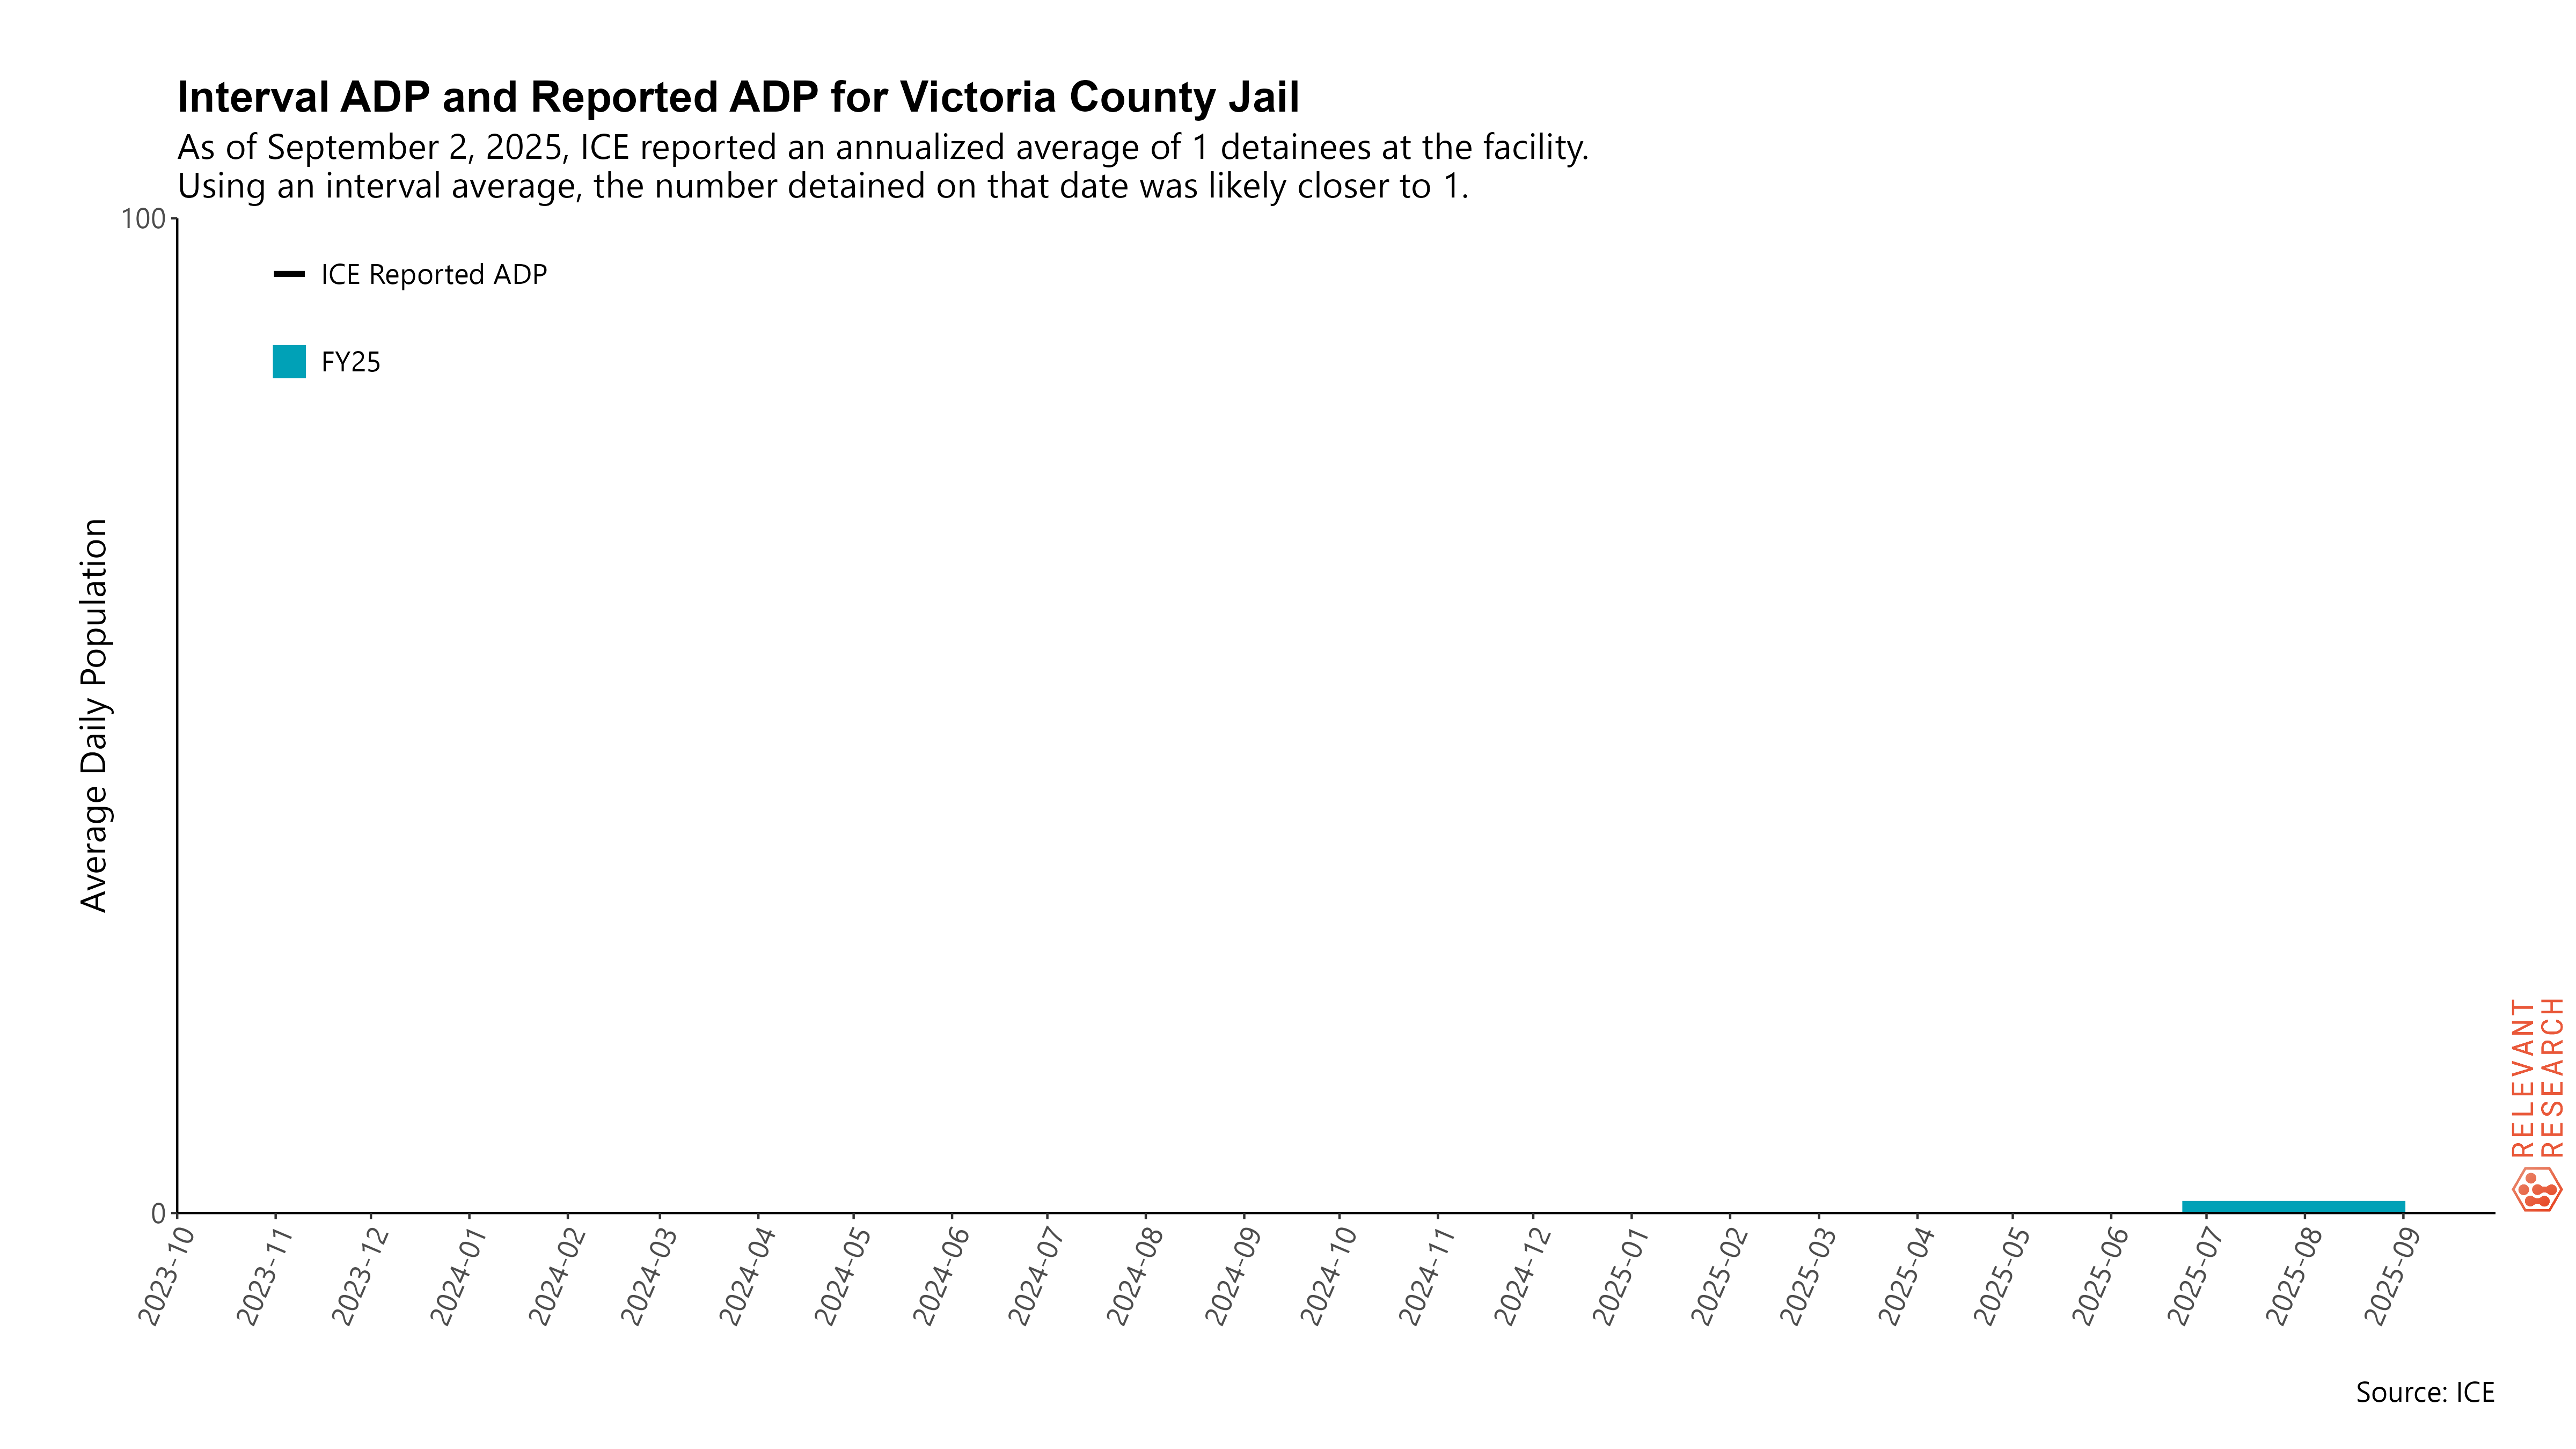 Interval ADP and Reported ADP for Victoria County Jail
As of September 2, 2025, ICE reported an annualized average of 1 detainees at the facility.
Using an interval average, the number detained on that date was likely closer to 1.
100
ICE Reported ADP
FY25
Average Daily Population
0
2023-10
2023-11
2023-12
2024-01
2024-02
2024-03
2024-04
2024-05
2024-06
2024-07
2024-08
2024-09
2024-10
2024-11
2024-12
2025-01
2025-02
2025-03
2025-04
2025-05
2025-06
2025-07
2025-08
2025-09
RELEVANT
RESEARCH
Source: ICE